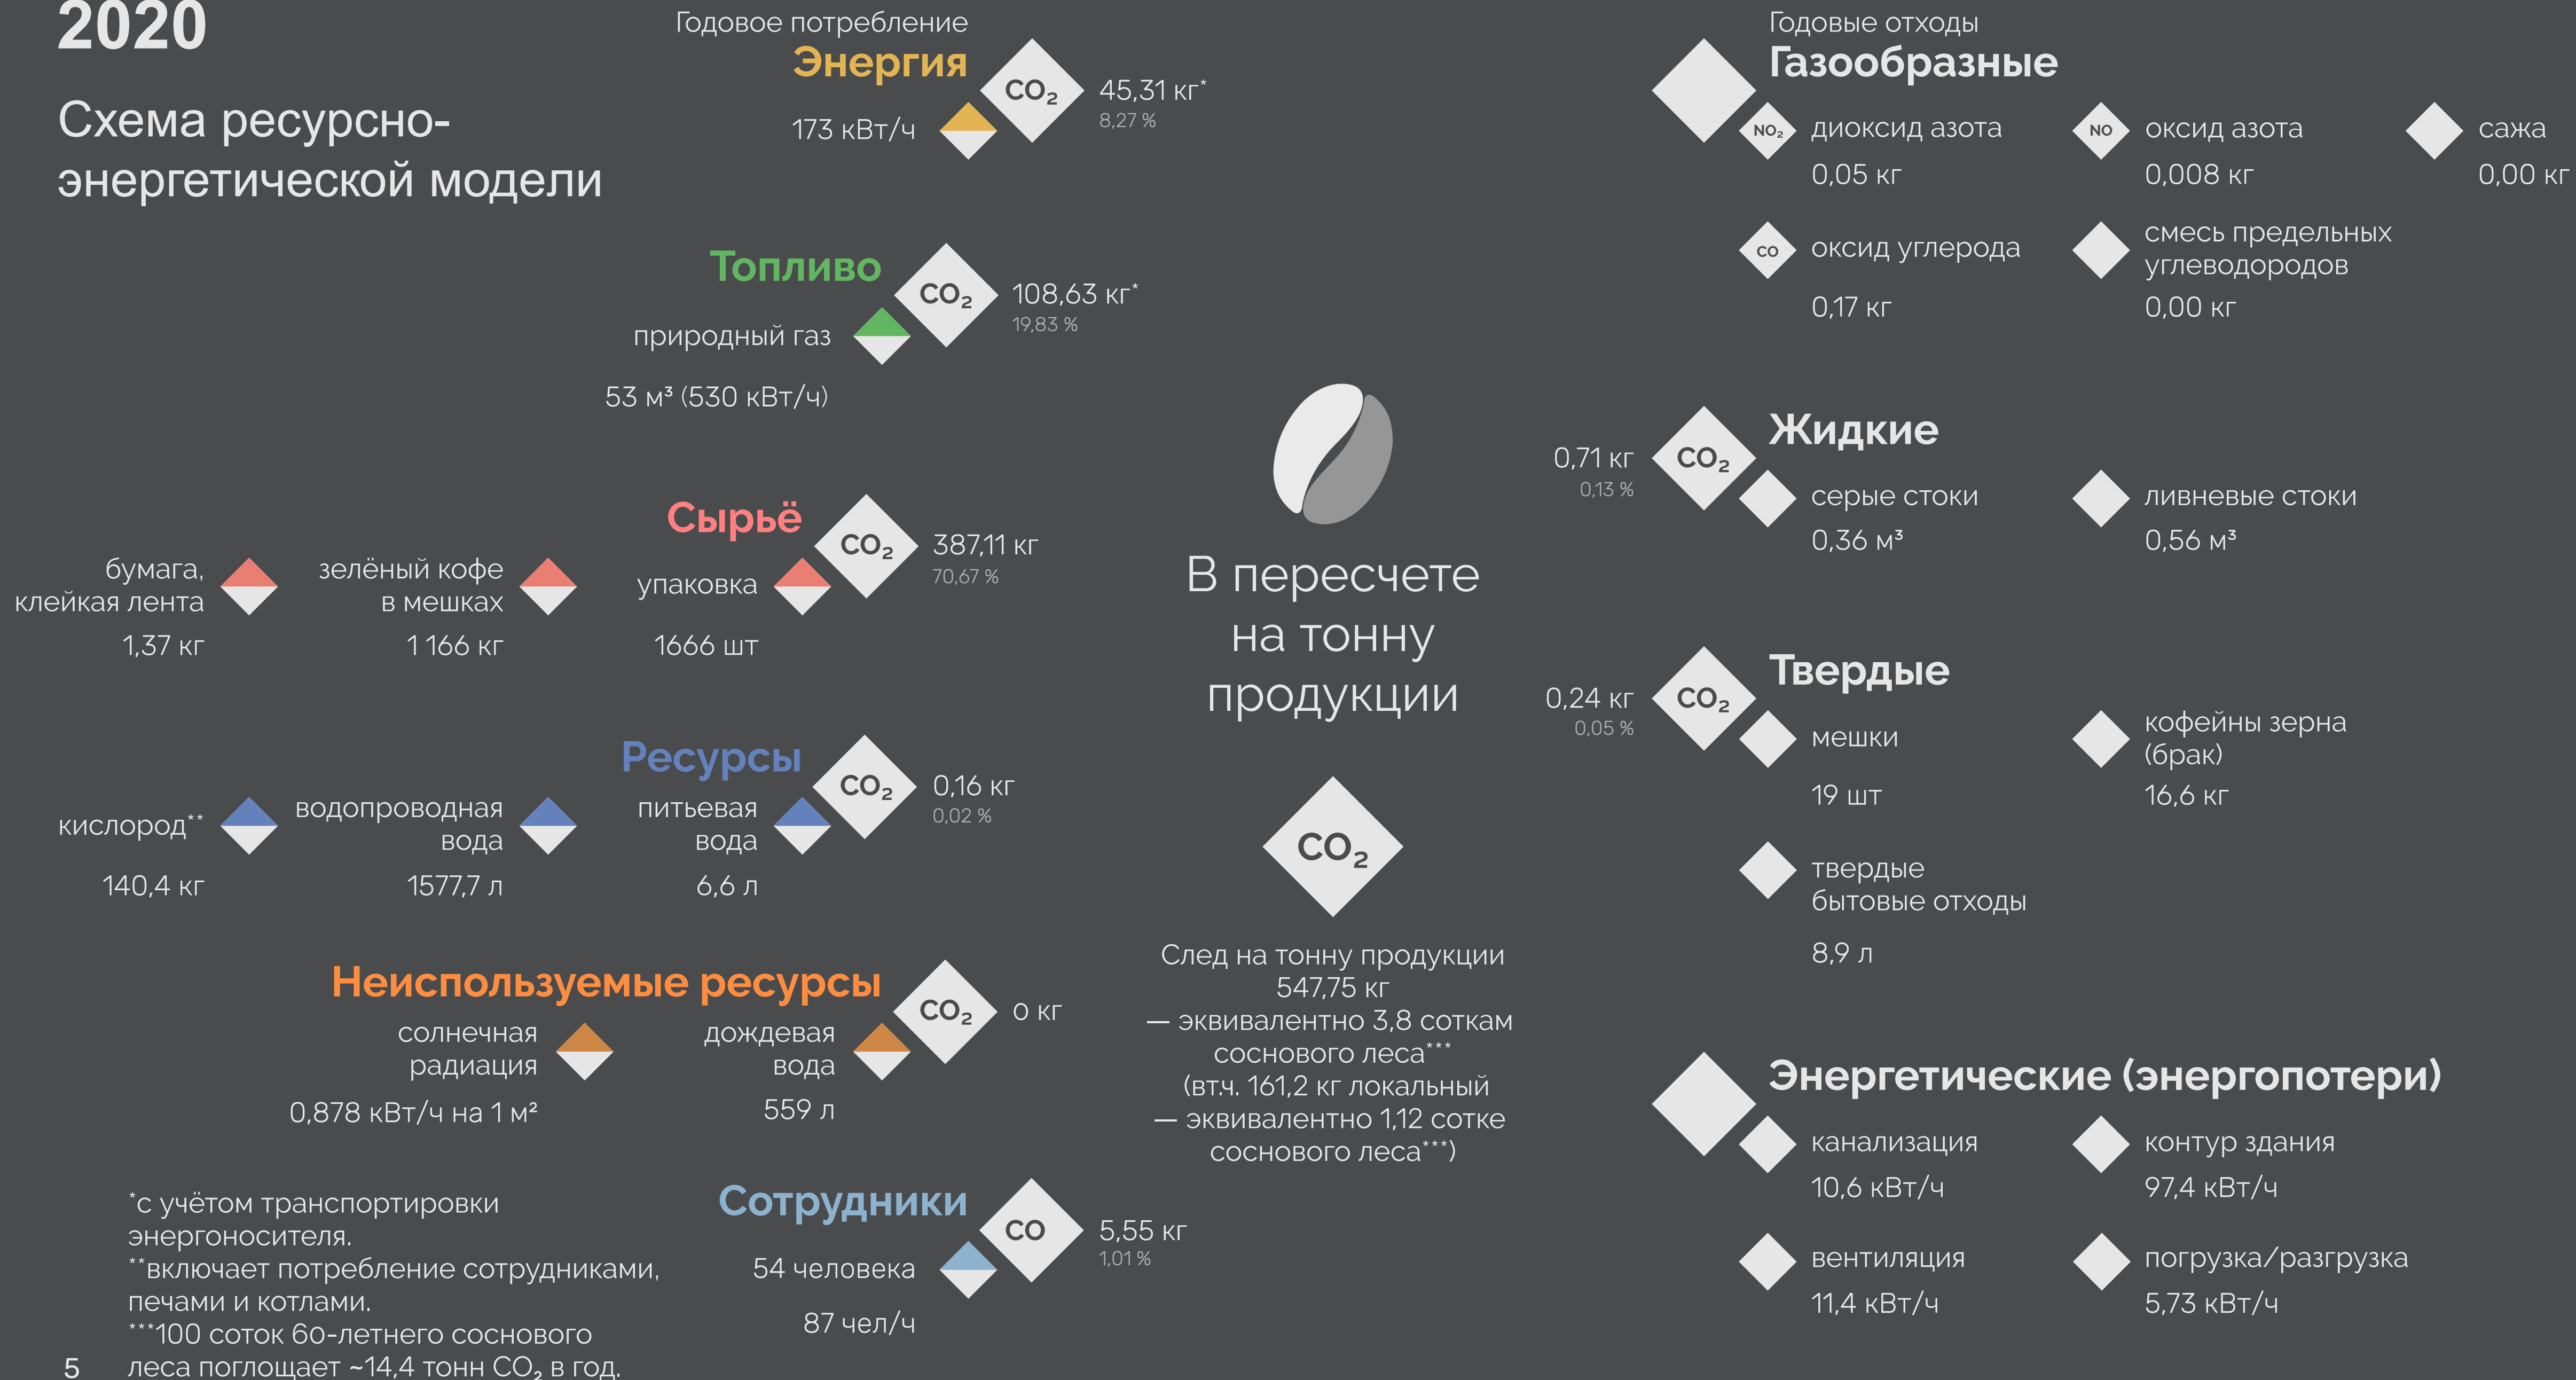 2020
Схема ресурсно-
энергетической модели
Годовое потребление
Энергия
173 кВт/ч
CO₂
45,31 кг*
8,27 %
Топливо
природный газ
53 м³ (530 кВт/ч)
CO₂
108,63 кг*
19,83 %
Сырьё
бумага,
клейкая лента
1,37 кг
зелёный кофе
в мешках
1 166 кг
упаковка
1666 шт
CO₂
387,11 кг
70,67 %
Ресурсы
кислород**
140,4 кг
водопроводная
вода
1577,7 л
питьевая
вода
6,6 л
CO₂
0,16 кг
0,02 %
Неиспользуемые ресурсы
солнечная
радиация
0,878 кВт/ч на 1 м²
дождевая
вода
559 л
CO₂
0 кг
Сотрудники
54 человека
87 чел/ч
CO
5,55 кг
1,01 %
*с учётом транспортировки
энергоносителя.
**включает потребление сотрудниками,
печами и котлами.
***100 соток 60-летнего соснового
леса поглощает ~14,4 тонн CO₂ в год.
5
В пересчете
на тонну
продукции
CO₂
След на тонну продукции
547,75 кг
— эквивалентно 3,8 соткам
соснового леса***
(вт.ч. 161,2 кг локальный
— эквивалентно 1,12 сотке
соснового леса***)
Годовые отходы
Газообразные
NO₂
диоксид азота
0,05 кг
NO
оксид азота
0,008 кг
сажа
0,00 кг
CO
оксид углерода
0,17 кг
смесь предельных
углеводородов
0,00 кг
Жидкие
0,71 кг
0,13 %
CO₂
серые стоки
0,36 м³
ливневые стоки
0,56 м³
Твердые
0,24 кг
0,05 %
CO₂
мешки
19 шт
кофейны зерна
(брак)
16,6 кг
твердые
бытовые отходы
8,9 л
Энергетические (энергопотери)
канализация
10,6 кВт/ч
контур здания
97,4 кВт/ч
вентиляция
11,4 кВт/ч
погрузка/разгрузка
5,73 кВт/ч